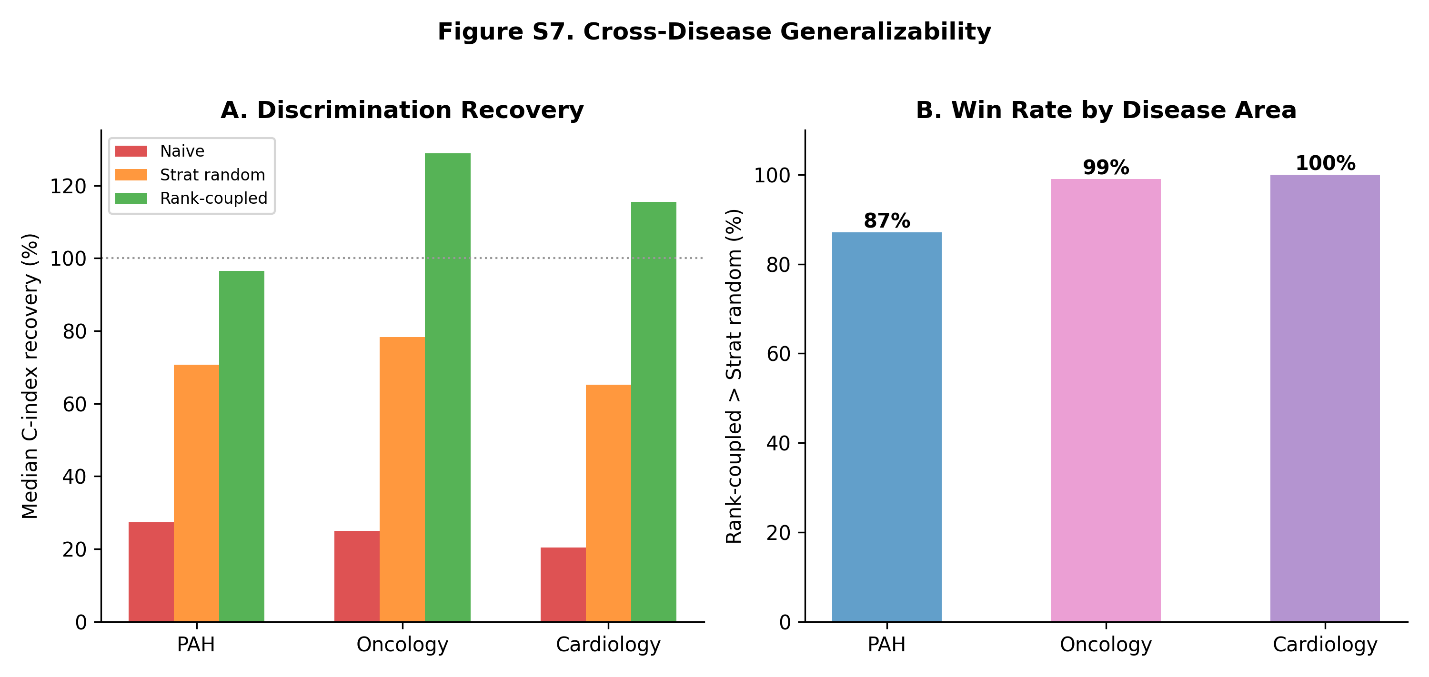 Figure S7. Cross-Disease Generalizability
A. Discrimination Recovery
Naive
Strat random
Rank-coupled
Median C-index recovery (%)
120
100
80
60
40
20
0
PAH
Oncology
Cardiology
B. Win Rate by Disease Area
Rank-coupled > Strat random (%)
100
80
60
40
20
0
87%
99%
100%
PAH
Oncology
Cardiology